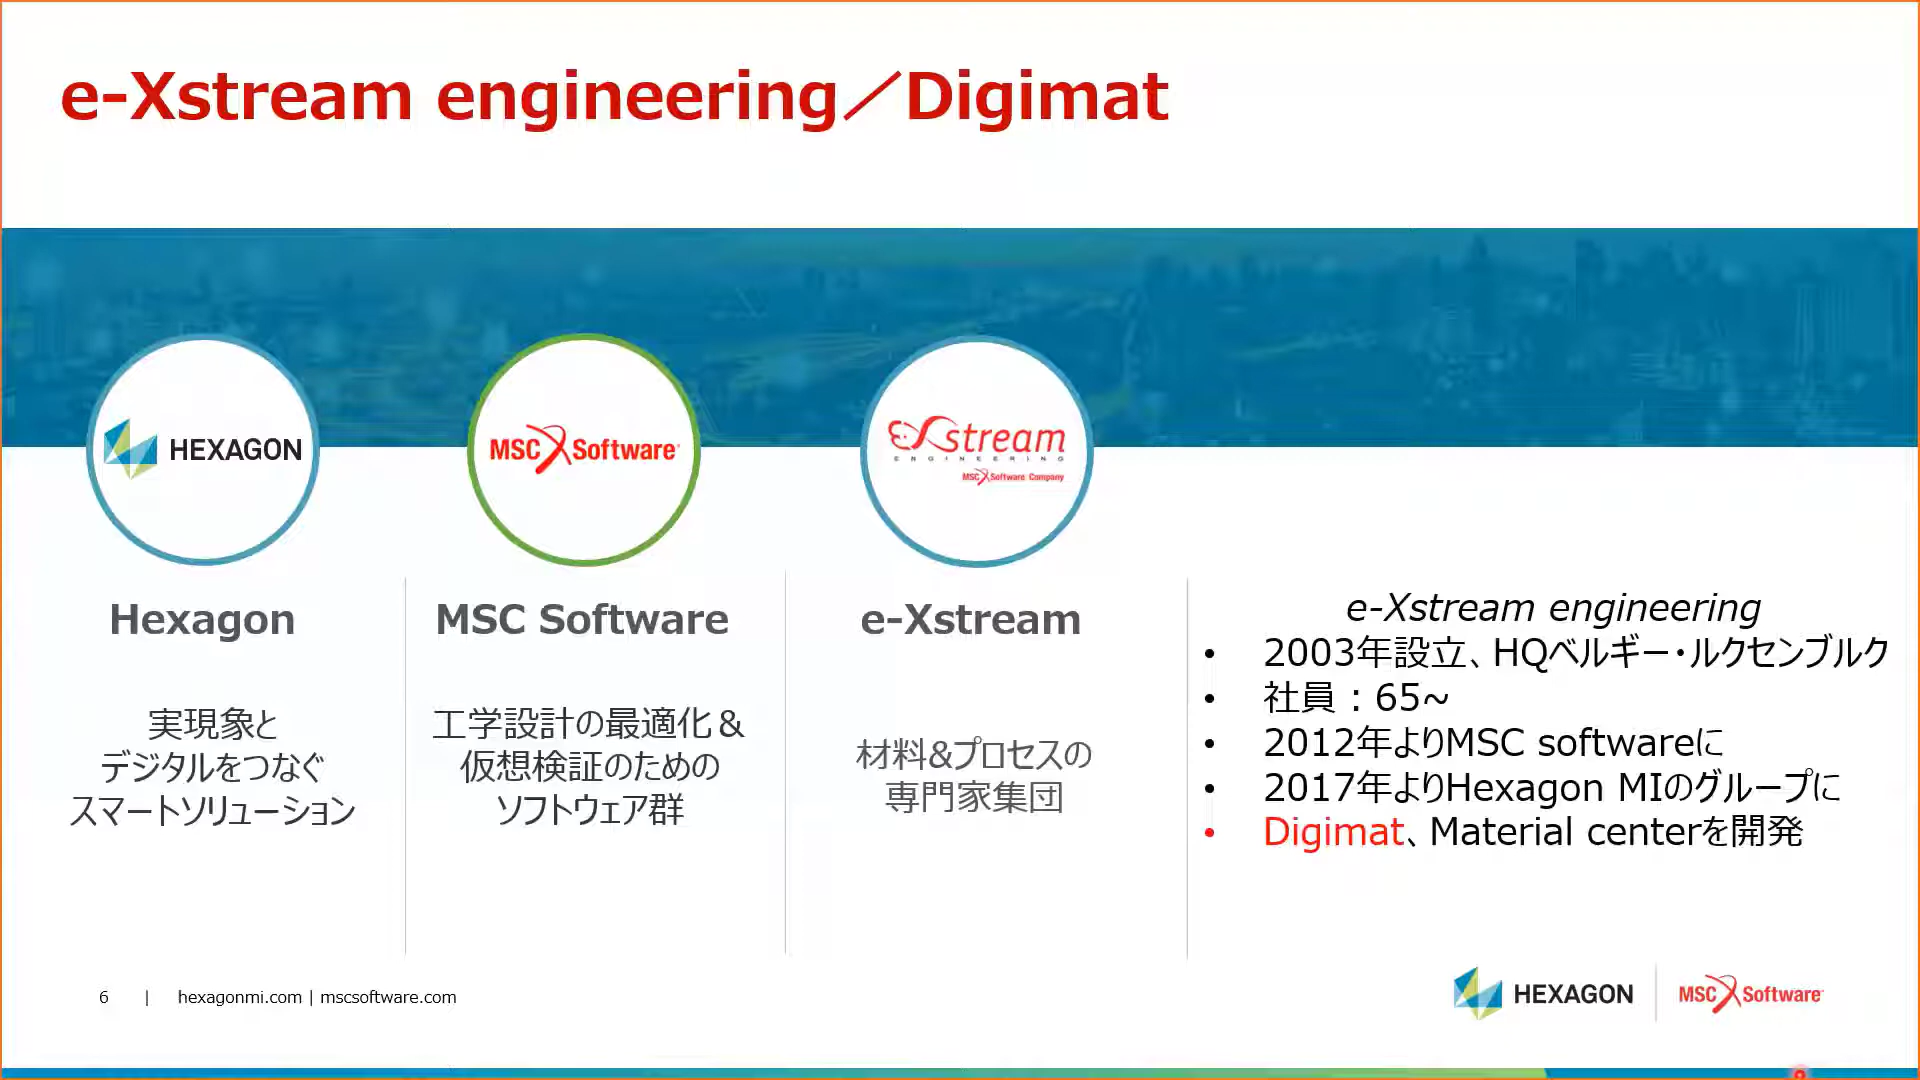 e-Xstream engineering／Digimat
HEXAGON
MSC Software
eXstream
ENGINEERING
MSC Software Company
Hexagon
実現象と
デジタルをつなぐ
スマートソリューション
MSC Software
工学設計の最適化＆
仮想検証のための
ソフトウェア群
e-Xstream
材料&プロセスの
専門家集団
e-Xstream engineering
• 2003年設立、HQベルギー・ルクセンブルク
• 社員：65~
• 2012年よりMSC softwareに
• 2017年よりHexagon MIのグループに
• Digimat、Material centerを開発
6 | hexagonmi.com | mscsoftware.com
HEXAGON
MSC Software